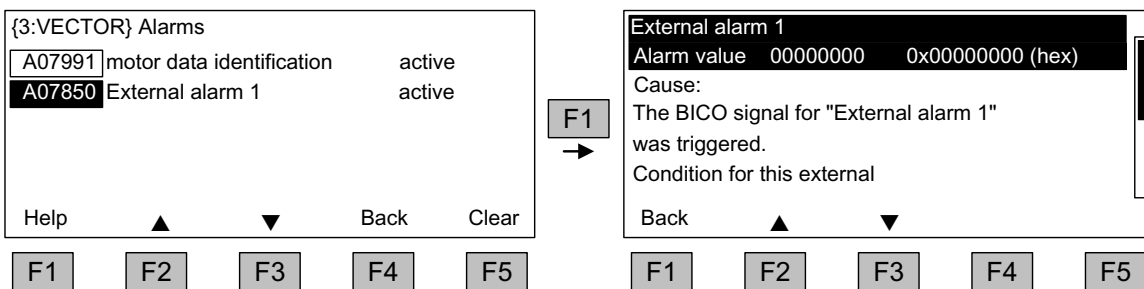 {3:VECTOR} Alarms
A07991 motor data identification active
A07850 External alarm 1 active
Help ▲ ▼ Back Clear
F1 F2 F3 F4 F5
F1
→
External alarm 1
Alarm value 00000000 0x00000000 (hex)
Cause:
The BICO signal for "External alarm 1"
was triggered.
Condition for this external
Back ▲ ▼
F1 F2 F3 F4 F5